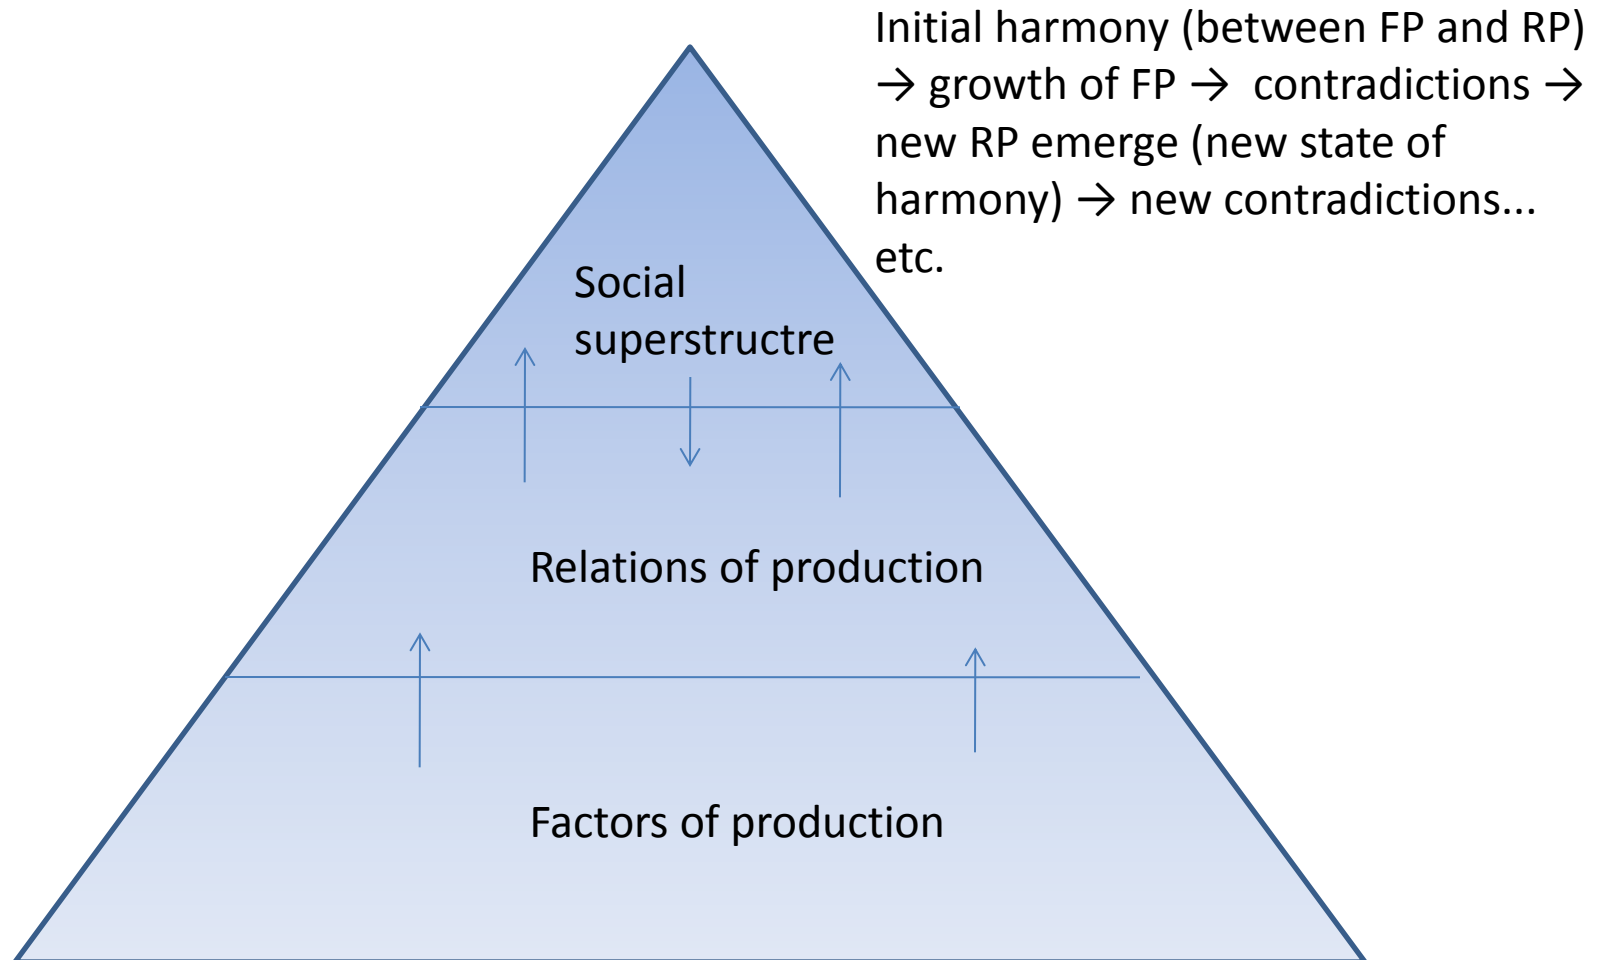 Initial harmony (between FP and RP)
→ growth of FP → contradictions →
new RP emerge (new state of
harmony) → new contradictions...
etc.
Social
superstructre
Relations of production
Factors of production